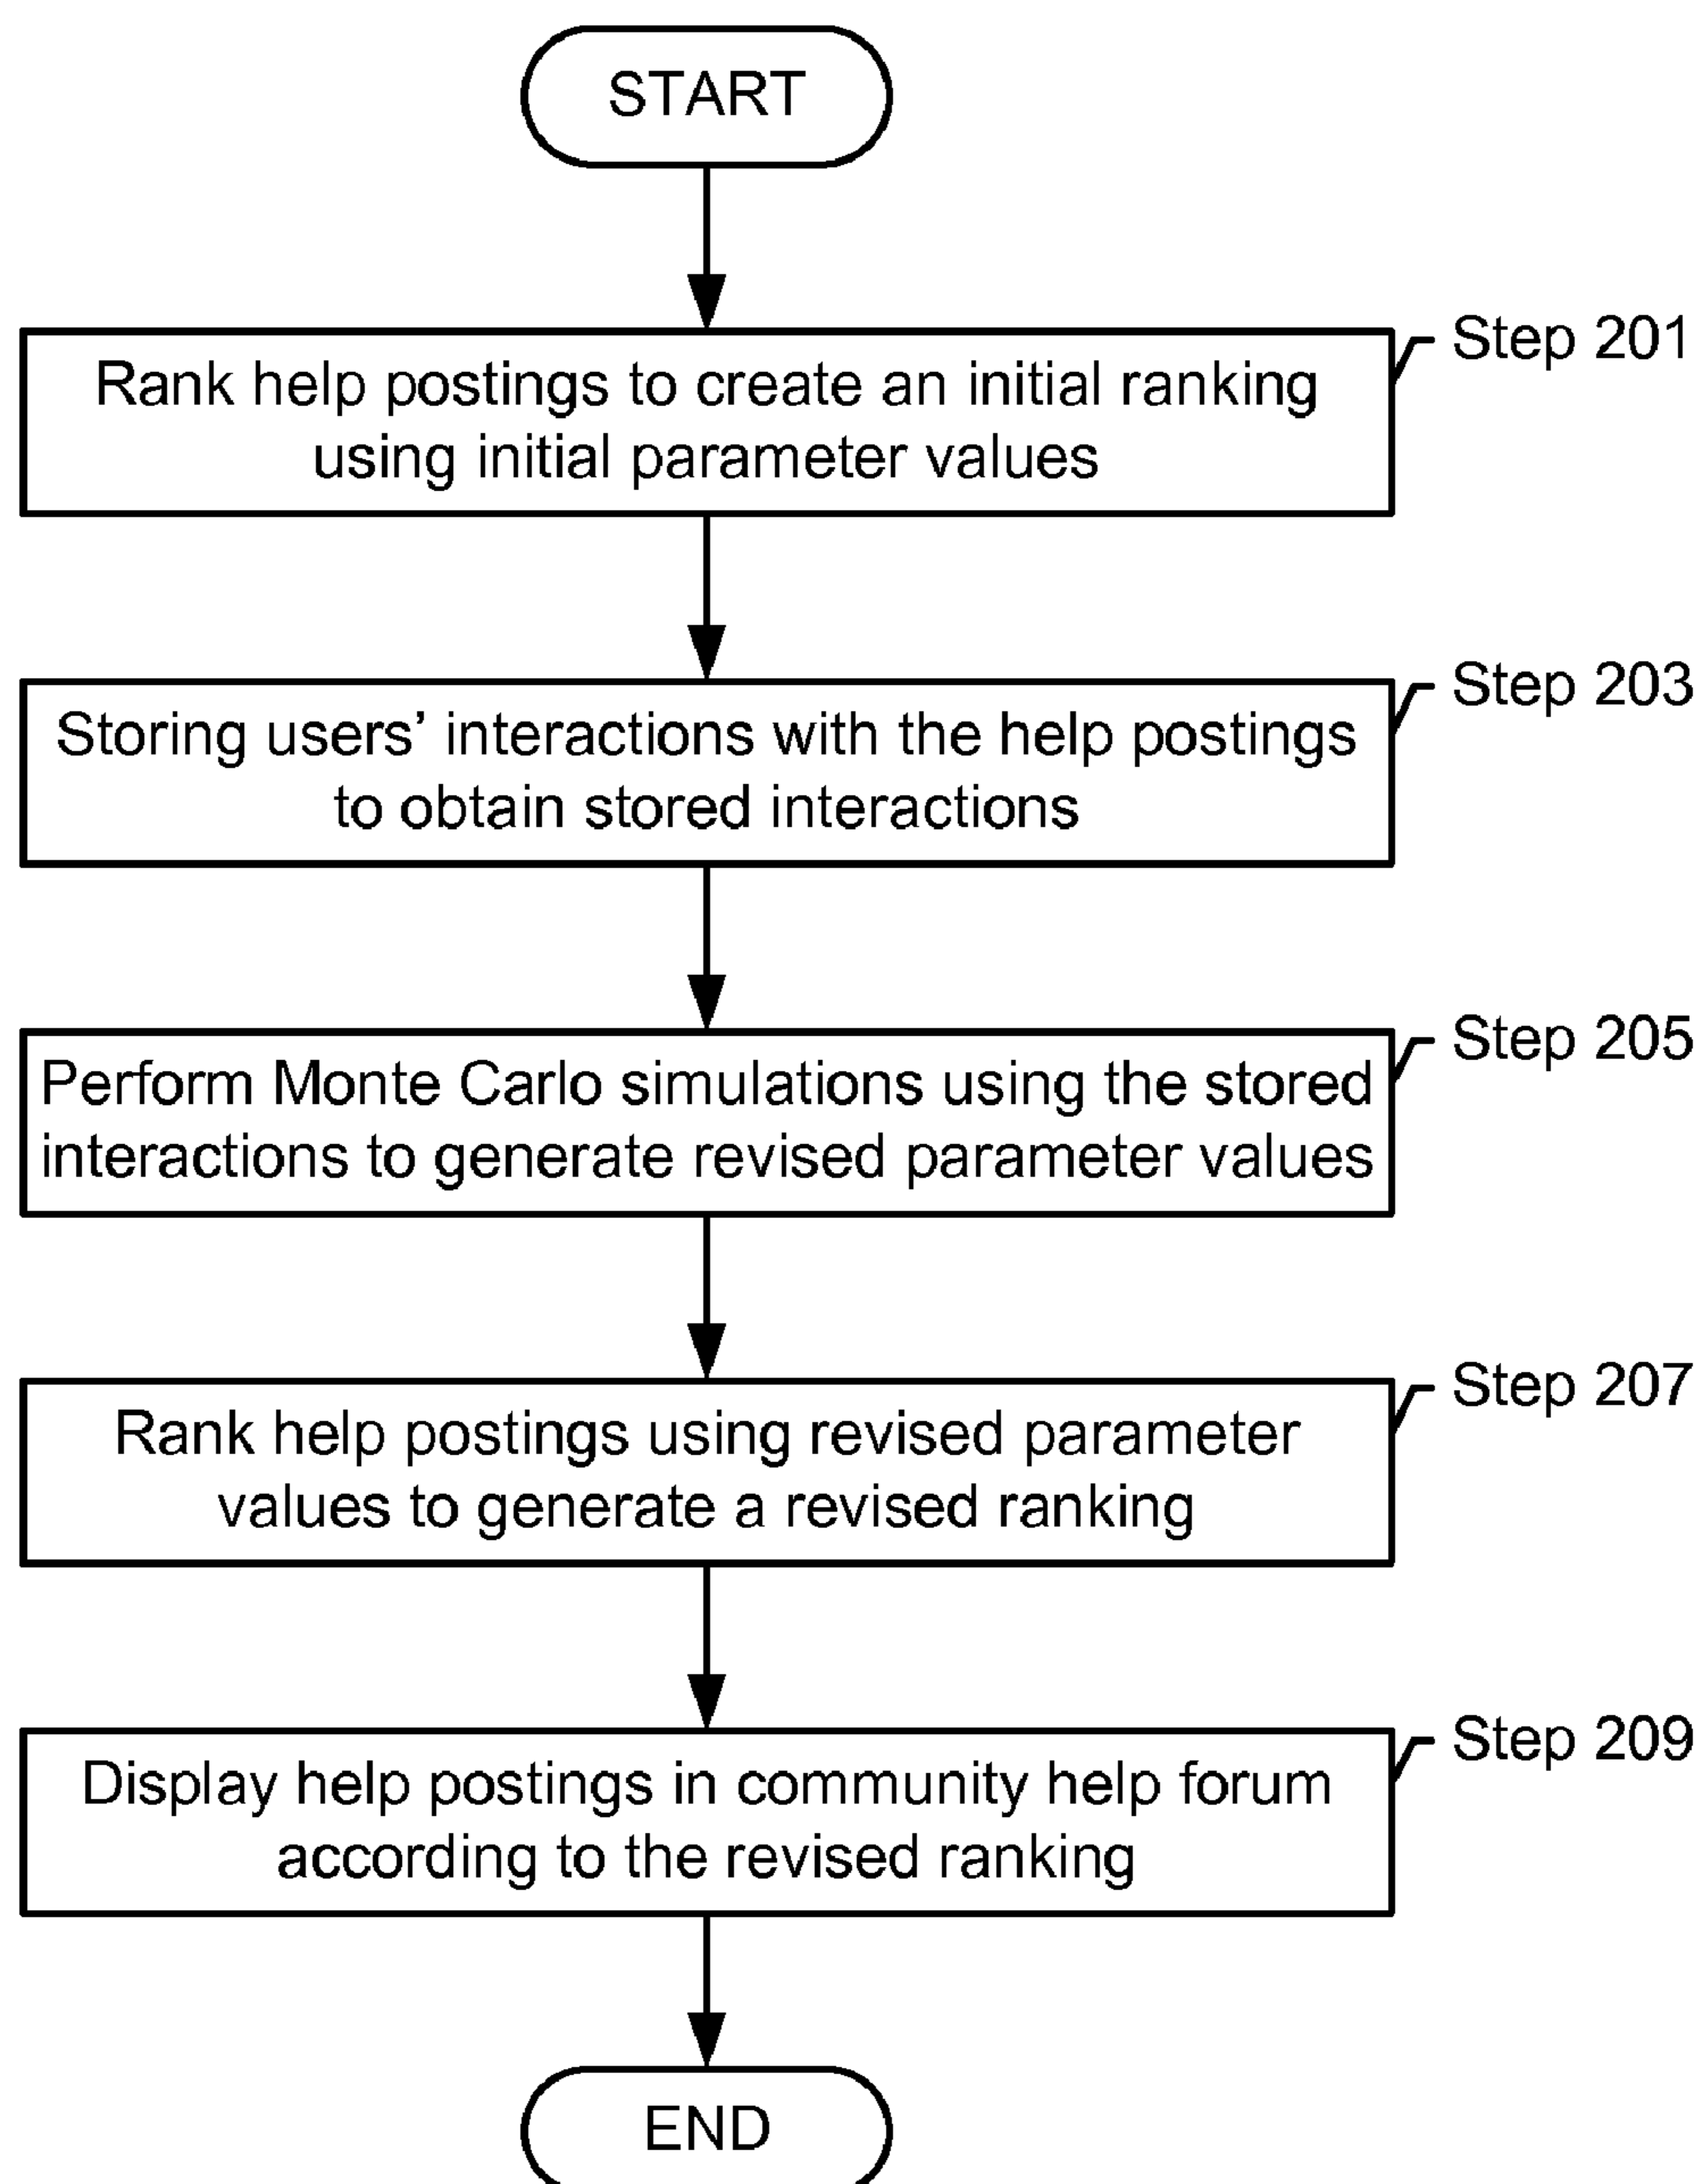 START
Step 201
Rank help postings to create an initial ranking
using initial parameter values
Step 203
Storing users’ interactions with the help postings
to obtain stored interactions
Step 205
Perform Monte Carlo simulations using the stored
interactions to generate revised parameter values
Step 207
Rank help postings using revised parameter
values to generate a revised ranking
Step 209
Display help postings in community help forum
according to the revised ranking
END